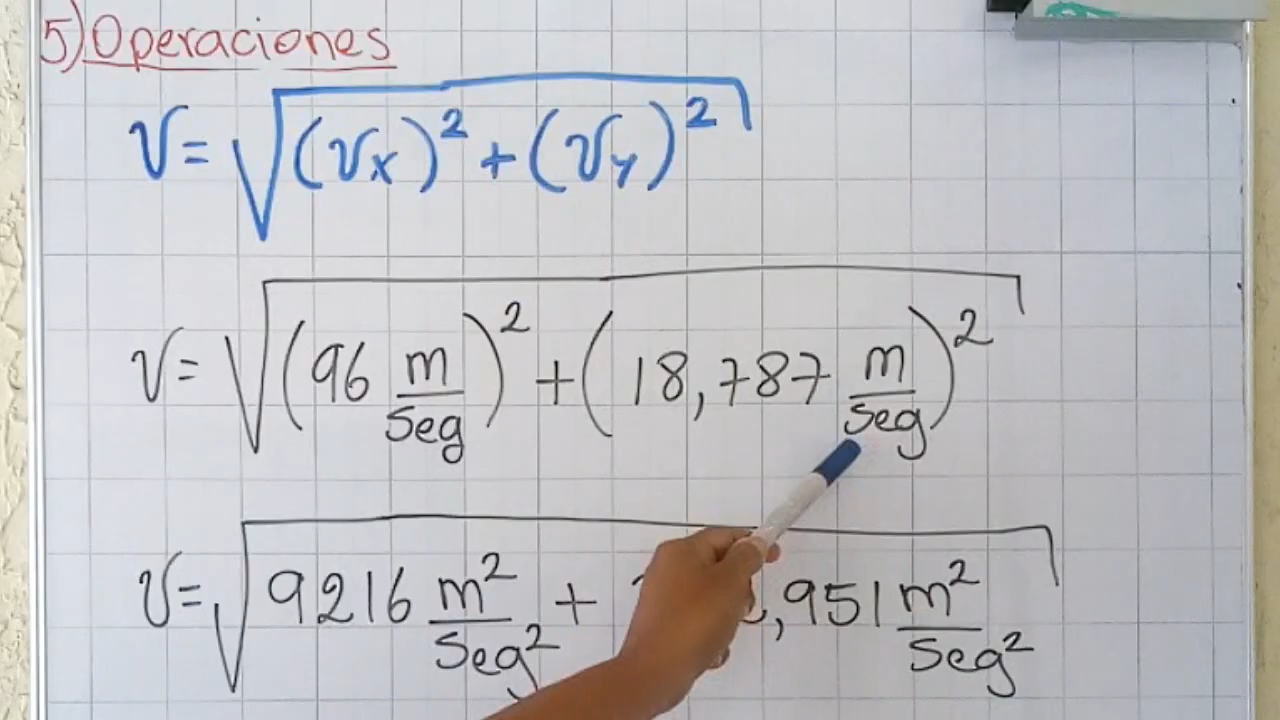 5) Operaciones
V = √(Vx)² + (Vy)²
V = √(96 m/seg)² + (18,787 m/seg)²
V = √9216 m²/seg² + ,951 m²/seg²